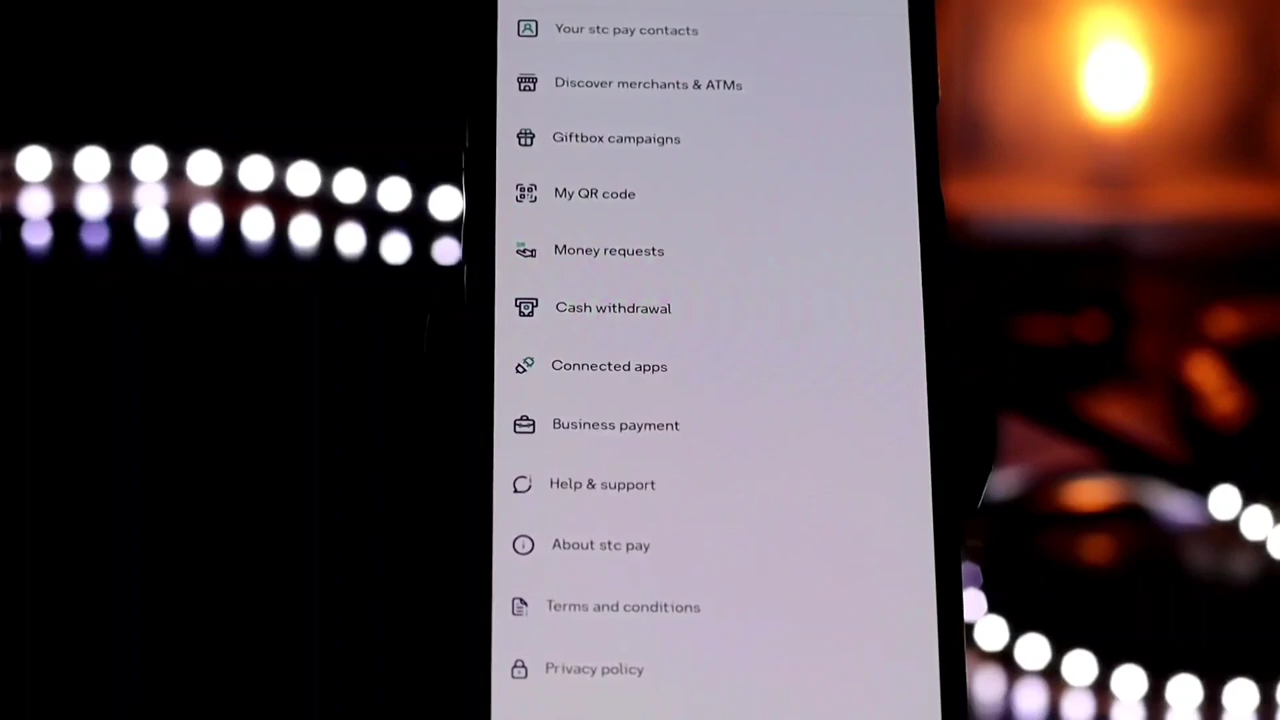 Your stc pay contacts
Discover merchants & ATMs
Giftbox campaigns
My QR code
Money requests
Cash withdrawal
Connected apps
Business payment
Help & support
About stc pay
Terms and conditions
Privacy policy